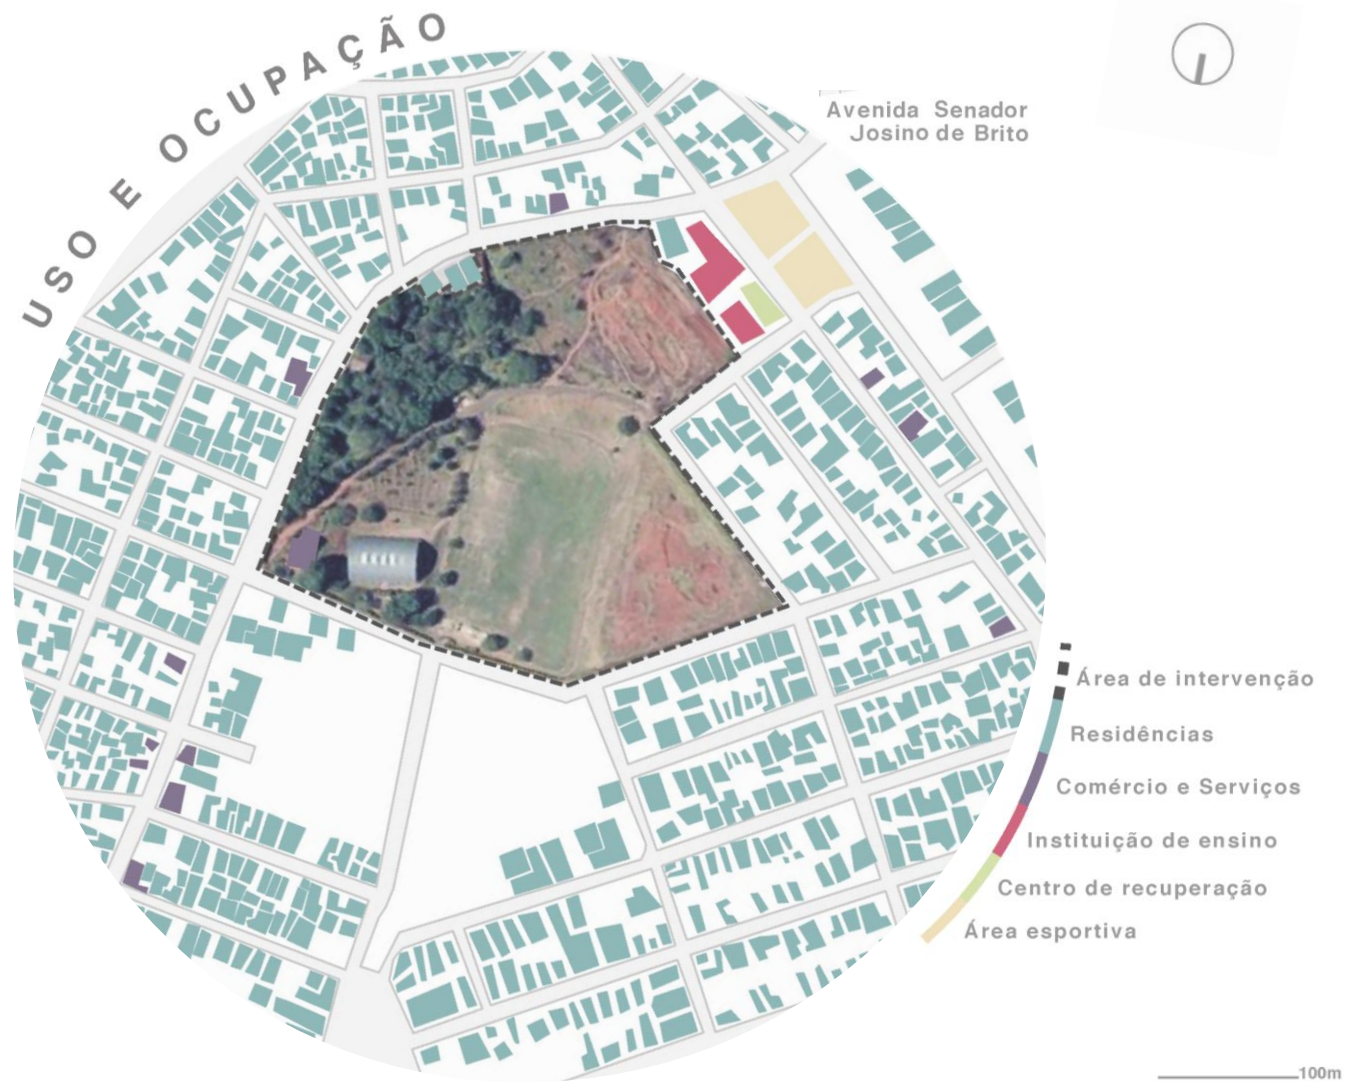 USO E OCUPAÇÃO
Avenida Senador
Josino de Brito
Área de intervenção
Residências
Comércio e Serviços
Instituição de ensino
Centro de recuperação
Área esportiva
100m